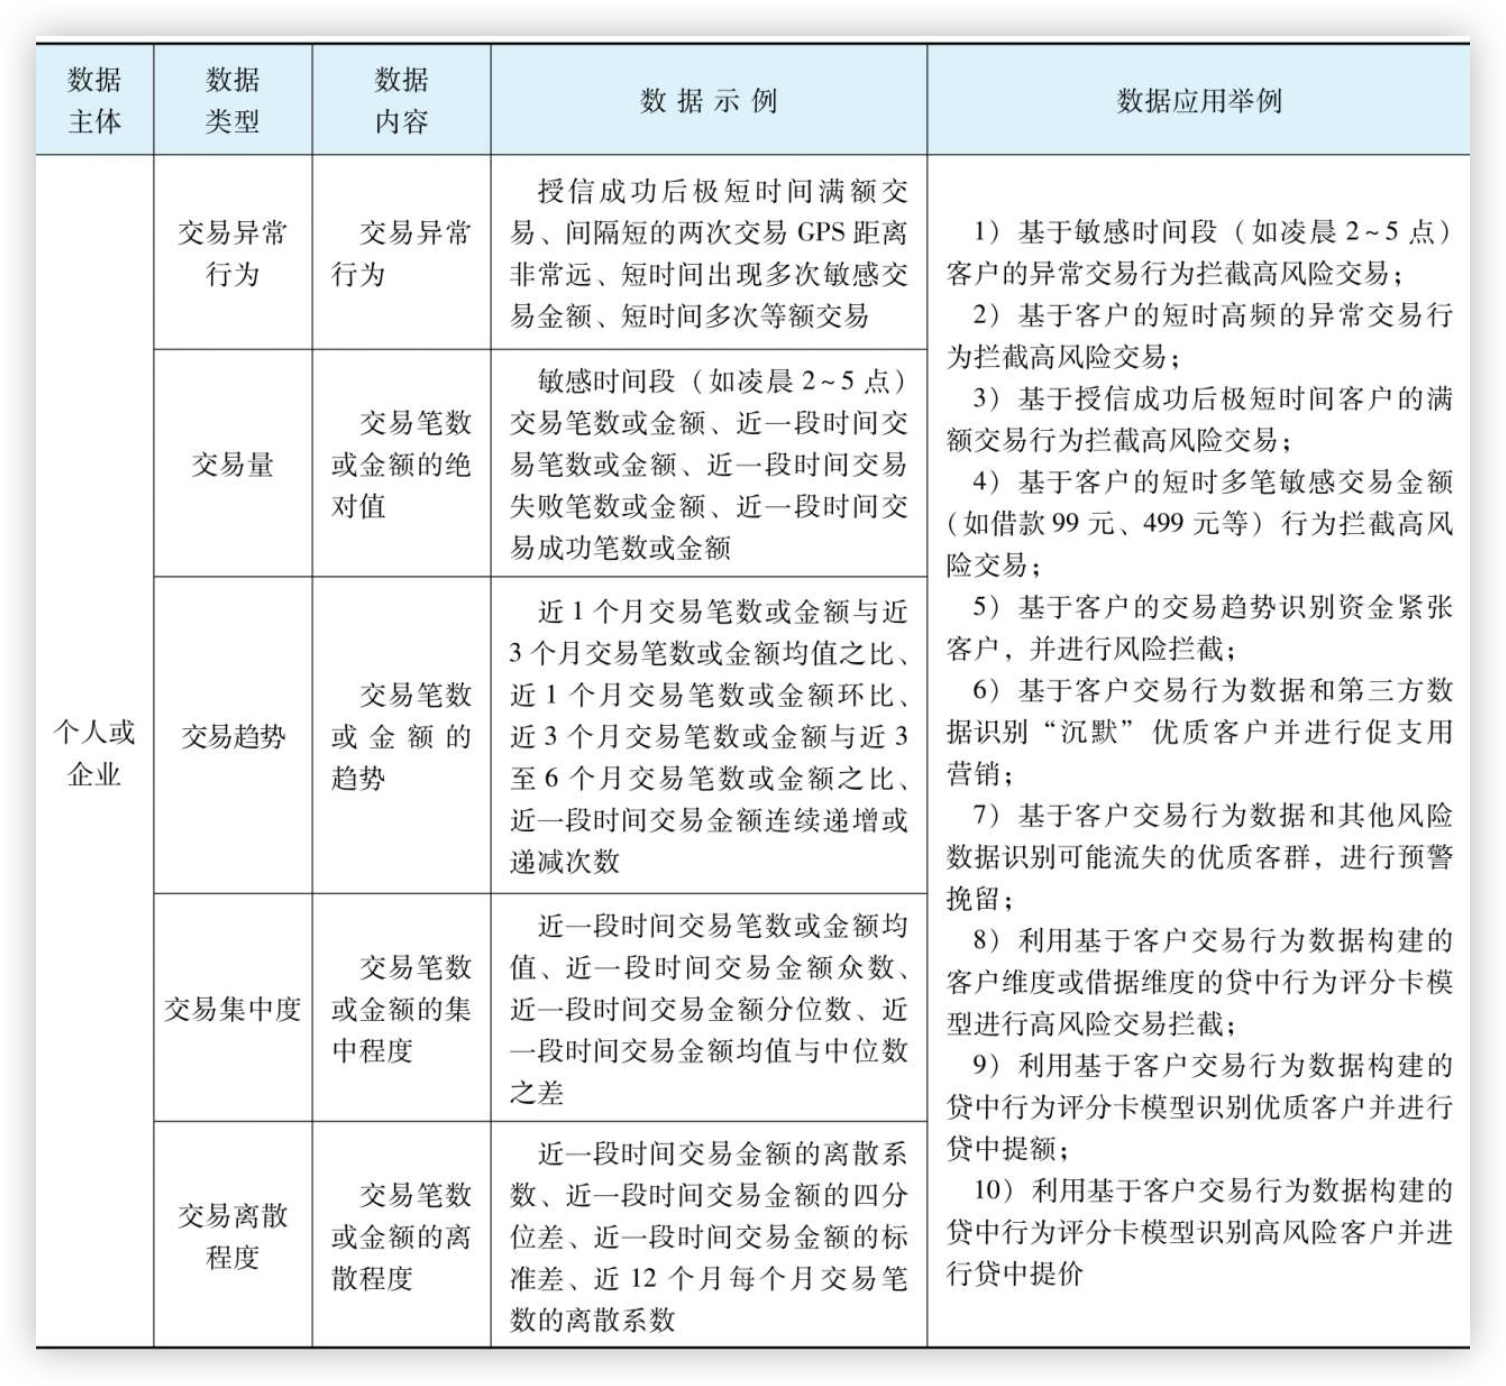 数据
主体
数据
类型
数据
内容
数据示例
数据应用举例
个人或
企业
交易异常
行为
交易异常
行为
授信成功后极短时间满额交
易、间隔短的两次交易 GPS 距离
非常远、短时间出现多次敏感交
易金额、短时间多次等额交易
交易量
交易笔数
或金额的绝
对值
敏感时间段（如凌晨 2~5 点）
交易笔数或金额、近一段时间交
易笔数或金额、近一段时间交易
失败笔数或金额、近一段时间交
易成功笔数或金额
交易趋势
交易笔数
或金额的
趋势
近 1 个月交易笔数或金额与近
3 个月交易笔数或金额均值之比、
近 1 个月交易笔数或金额环比、
近 3 个月交易笔数或金额与近 3
至 6 个月交易笔数或金额之比、
近一段时间交易金额连续递增或
递减次数
交易集中度
交易笔数
或金额的集
中程度
近一段时间交易笔数或金额均
值、近一段时间交易金额众数、
近一段时间交易金额分位数、近
一段时间交易金额均值与中位数
之差
交易离散
程度
交易笔数
或金额的离
散程度
近一段时间交易金额的离散系
数、近一段时间交易金额的四分
位差、近一段时间交易金额的标
准差、近 12 个月每个月交易笔
数的离散系数
1）基于敏感时间段（如凌晨 2~5 点）
客户的异常交易行为拦截高风险交易；
2）基于客户的短时高频的异常交易行
为拦截高风险交易；
3）基于授信成功后极短时间客户的满
额交易行为拦截高风险交易；
4）基于客户的短时多笔敏感交易金额
（如借款 99 元、499 元等）行为拦截高风
险交易；
5）基于客户的交易趋势识别资金紧张
客户，并进行风险拦截；
6）基于客户交易行为数据和第三方数
据识别“沉默”优质客户并进行促支用
营销；
7）基于客户交易行为数据和其他风险
数据识别可能流失的优质客群，进行预警
挽留；
8）利用基于客户交易行为数据构建的
客户维度或借据维度的贷中行为评分卡模
型进行高风险交易拦截；
9）利用基于客户交易行为数据构建的
贷中行为评分卡模型识别优质客户并进行
贷中提额；
10）利用基于客户交易行为数据构建的
贷中行为评分卡模型识别高风险客户并进
行贷中提价